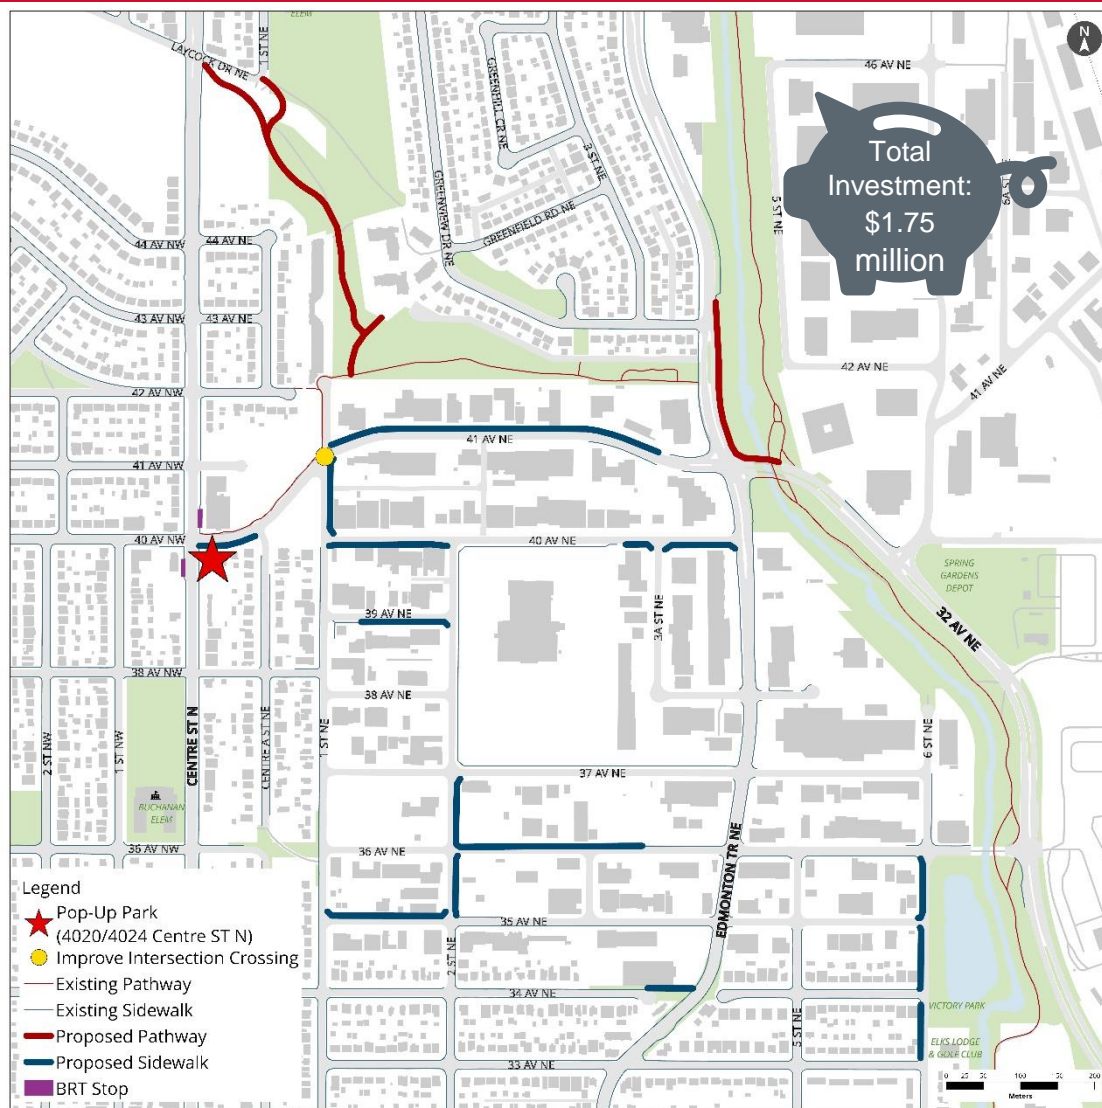 ELEM
N
LAYCOCK DR NE
1 ST NE
46 AV NE
GREENHILL CR NE
3 ST NE
Total
Investment:
$1.75
million
5 ST NE
GREENVIEW DR NE
GREENFIELD RD NE
44 AV NW
44 AV NE
43 AV NW
43 AV NE
42 AV NW
42 AV NE
41 AV NE
41 AV NE
41 AV NW
40 AV NW
40 AV NE
SPRING
GARDENS
DEPOT
39 AV NE
3A ST NE
32 AV NE
38 AV NW
38 AV NE
2 ST NW
1 ST NW
CENTRE ST N
CENTRE A ST NE
1 ST NE
6 ST NE
37 AV NE
BUCHANAN
ELEM
36 AV NW
36 AV NE
EDMONTON TR NE
35 AV NE
2 ST NE
34 AV NE
5 ST NE
VICTORY PARK
ELKS LODGE
& GOLF CLUB
33 AV NE
Legend
Pop-Up Park
(4020/4024 Centre ST N)
Improve Intersection Crossing
Existing Pathway
Existing Sidewalk
Proposed Pathway
Proposed Sidewalk
BRT Stop
0 25 50 100 150 200
Meters